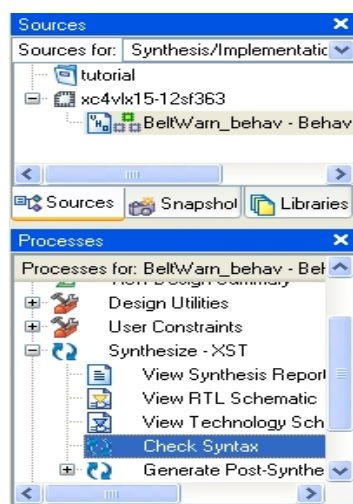 Sources
Sources for: Synthesis/Implementatic
tutorial
xc4vlx15-12sf363
BeltWarn_behav - Behav
Sources Snapshot Libraries
Processes
Processes for: BeltWarn_behav - Beh
Design Summary
Design Utilities
User Constraints
Synthesize - XST
View Synthesis Report
View RTL Schematic
View Technology Sch
Check Syntax
Generate Post-Synthe